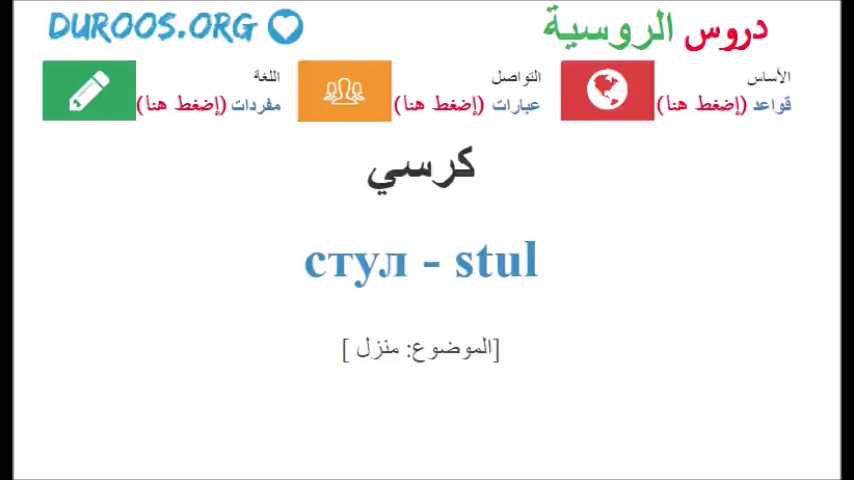 DUROOS.ORG
دروس الروسية
الأساس
قواعد (إضغط هنا)
التواصل
عبارات (إضغط هنا)
اللغة
مفردات (إضغط هنا)
كرسي
стул - stul
[الموضوع: منزل ]